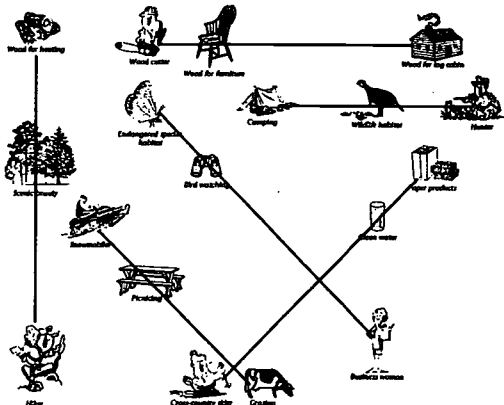 Wood for heating
Wood cutter
Wood for furniture
Wood for log cabin
Endangered species
habitat
Camping
Wildlife habitat
Hunter
Bird watching
Paper products
Scenic beauty
Clean water
Snowmobiler
Picnicking
Business woman
Hiker
Cross-country skier
Grazing